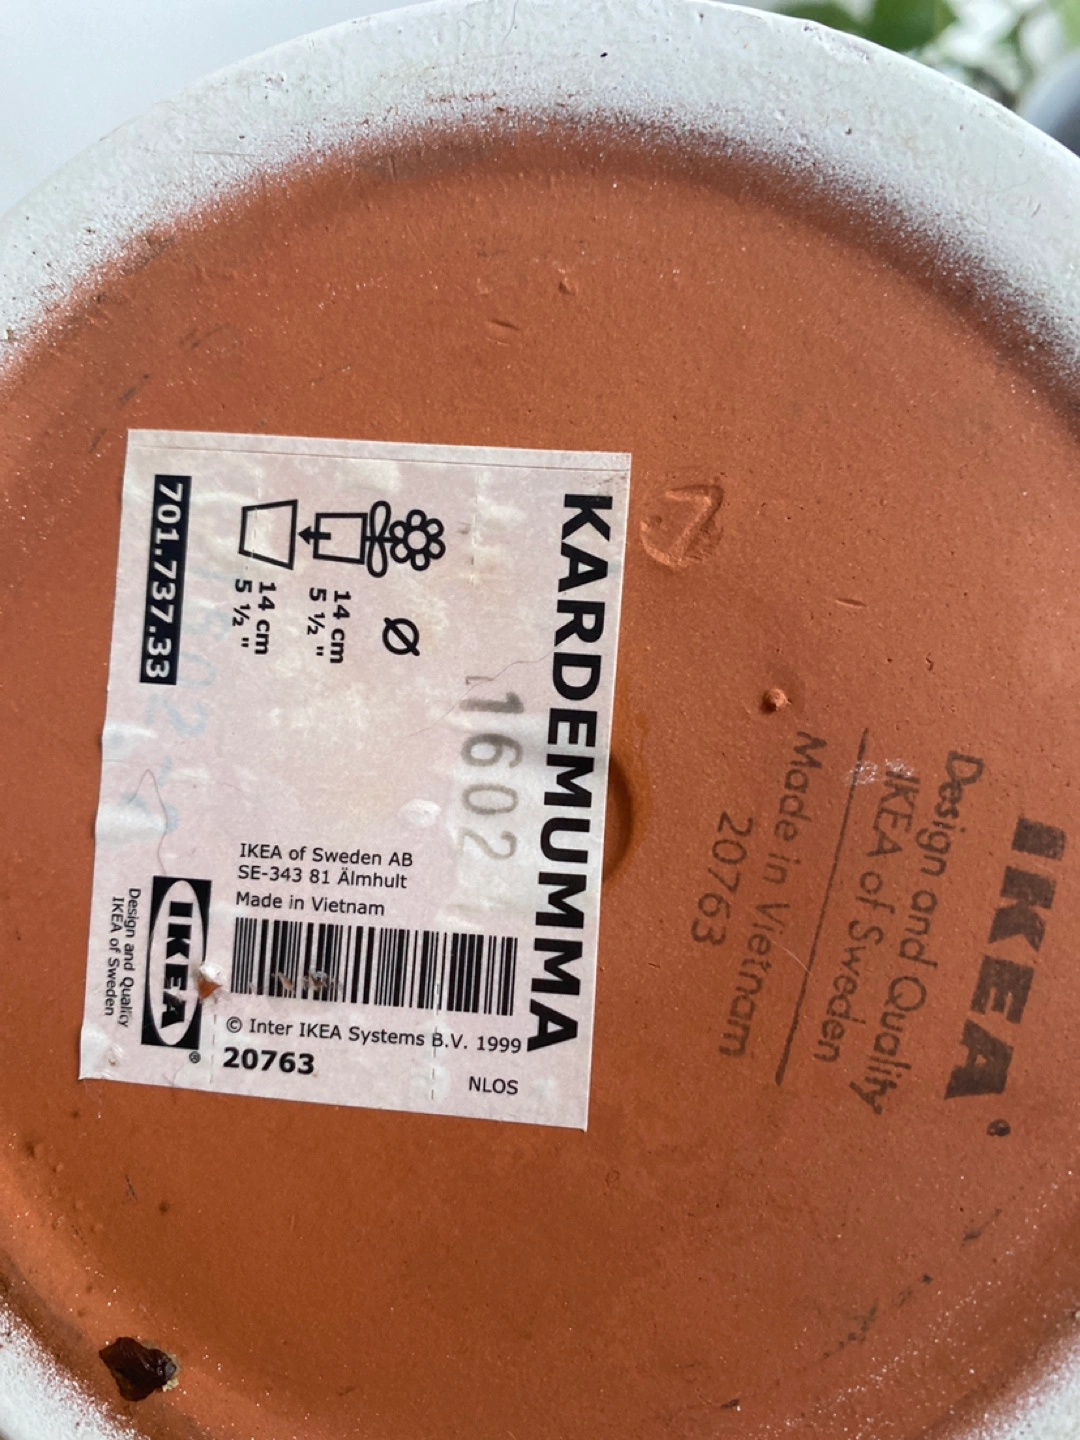 KARDEMUMMA
1602
Ø
14 cm
5 ½ "
14 cm
5 ½ "
701.737.33
IKEA of Sweden AB
SE-343 81 Älmhult
Made in Vietnam
© Inter IKEA Systems B.V. 1999
20763
NLOS
IKEA®
Design and Quality
IKEA of Sweden
IKEA®
Design and Quality
IKEA of Sweden
Made in Vietnam
20763